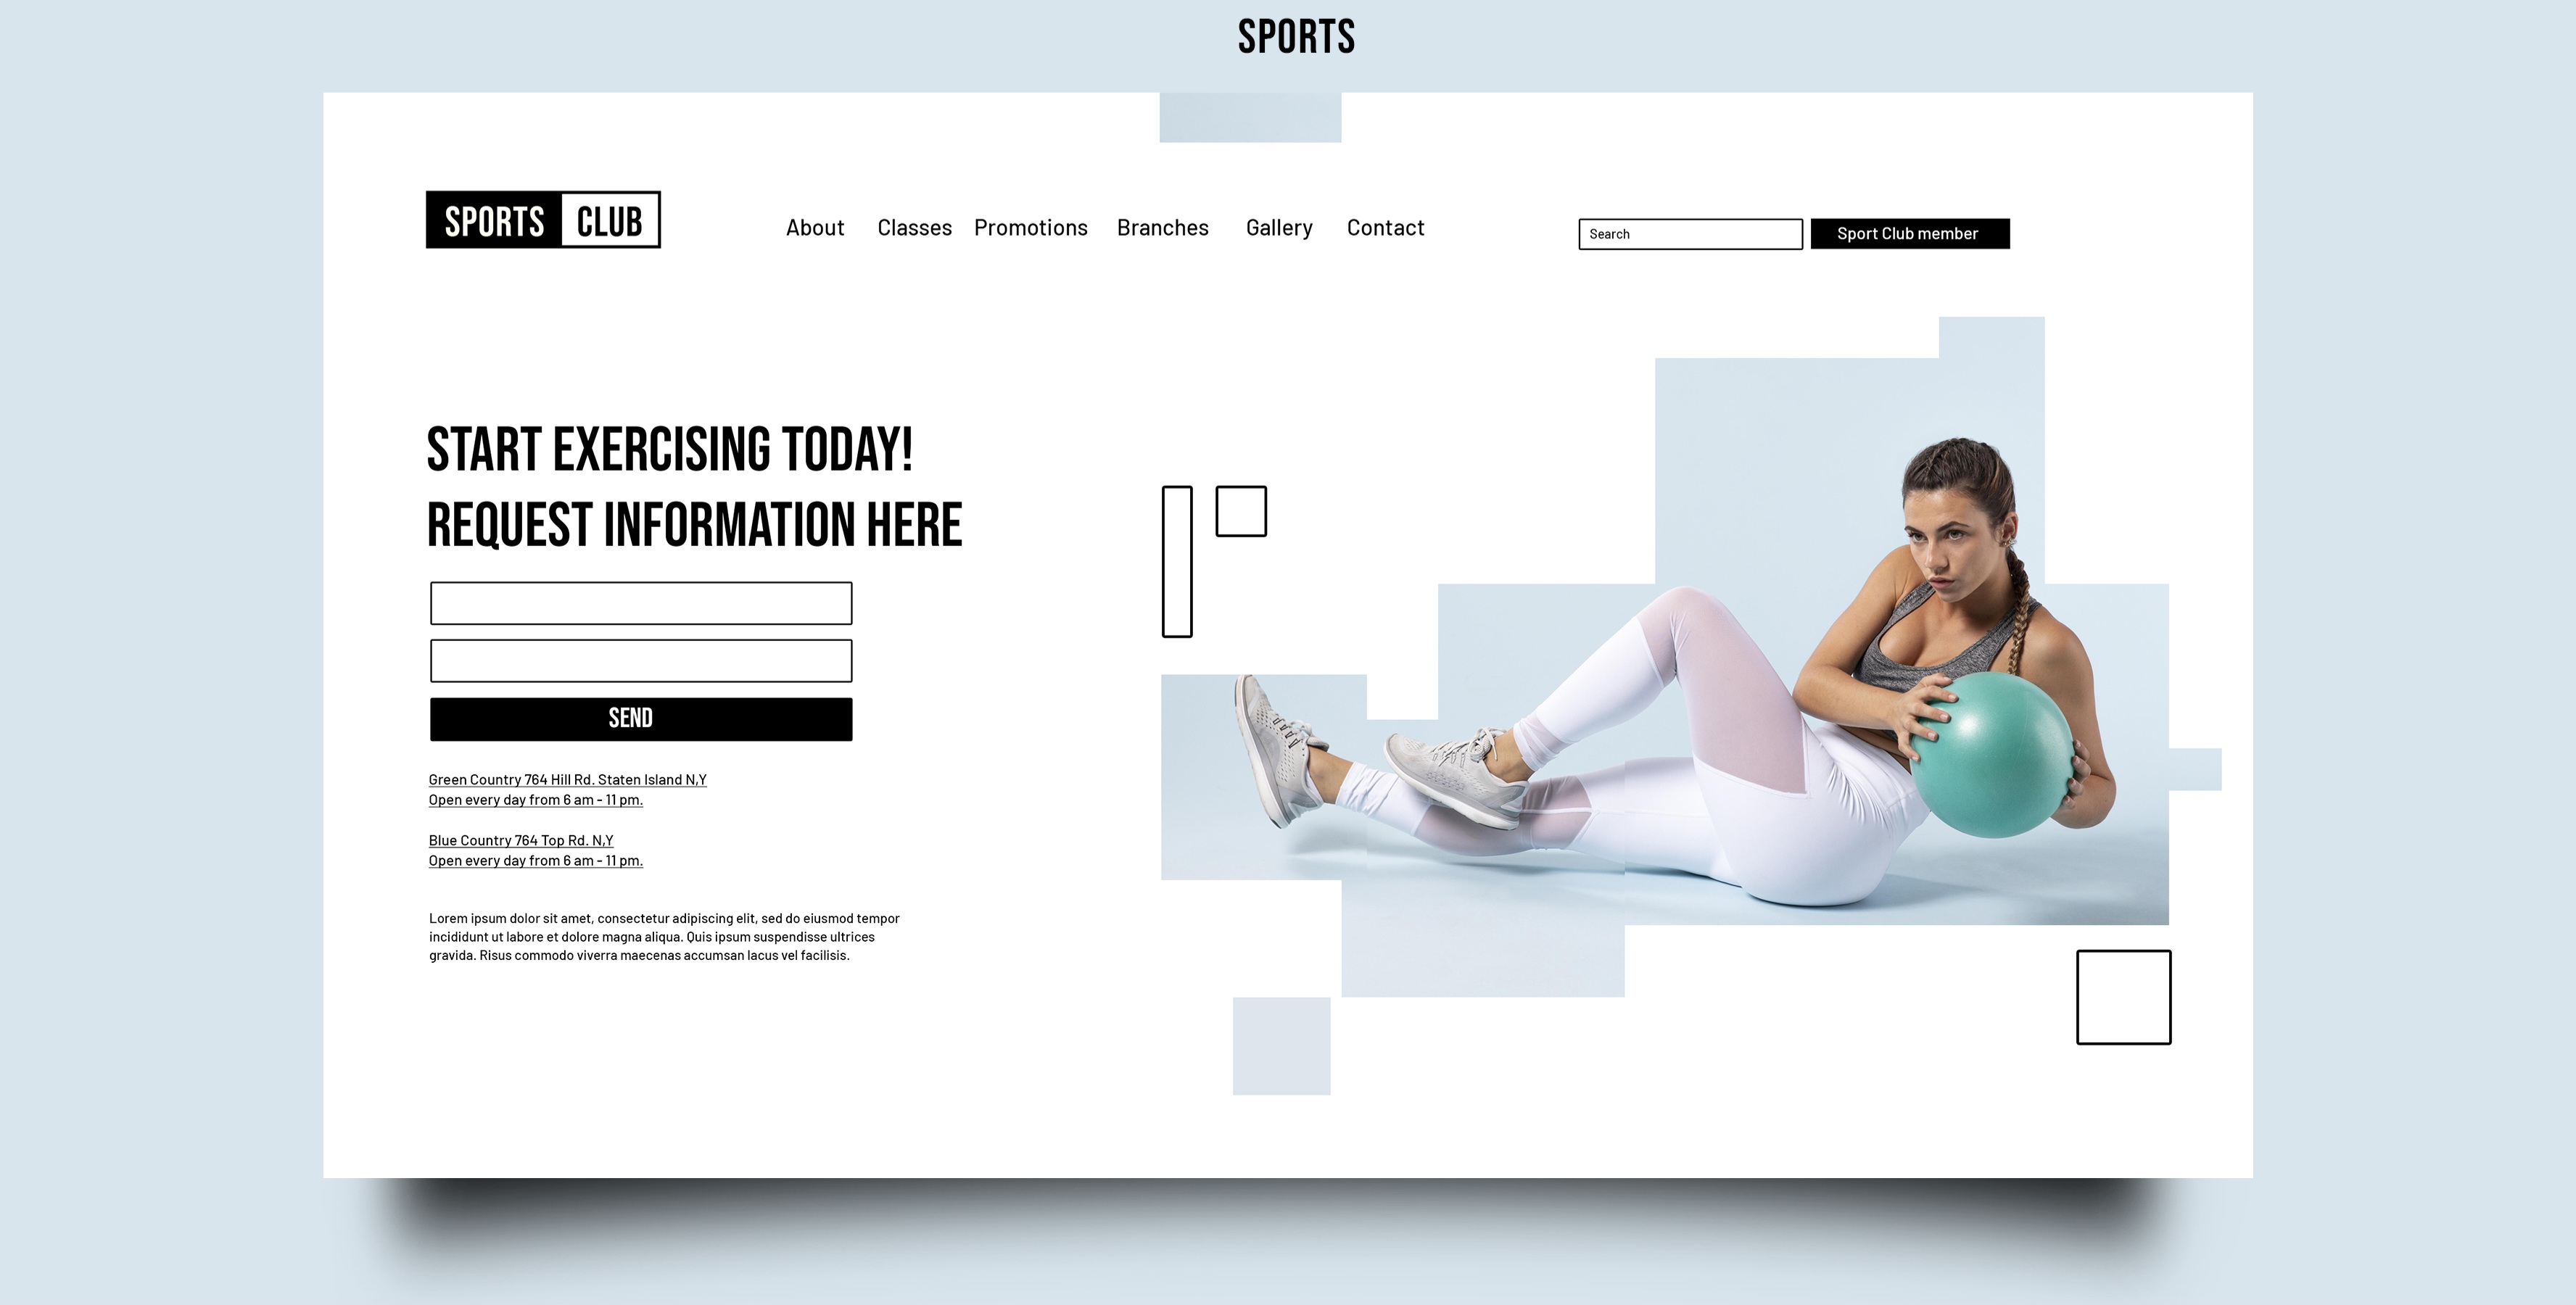 SPORTS
SPORTS CLUB
About Classes Promotions Branches Gallery Contact
Search
Sport Club member
START EXERCISING TODAY!
REQUEST INFORMATION HERE
SEND
Green Country 764 Hill Rd. Staten Island N,Y
Open every day from 6 am - 11 pm.
Blue Country 764 Top Rd. N,Y
Open every day from 6 am - 11 pm.
Lorem ipsum dolor sit amet, consectetur adipiscing elit, sed do eiusmod tempor
incididunt ut labore et dolore magna aliqua. Quis ipsum suspendisse ultrices
gravida. Risus commodo viverra maecenas accumsan lacus vel facilisis.